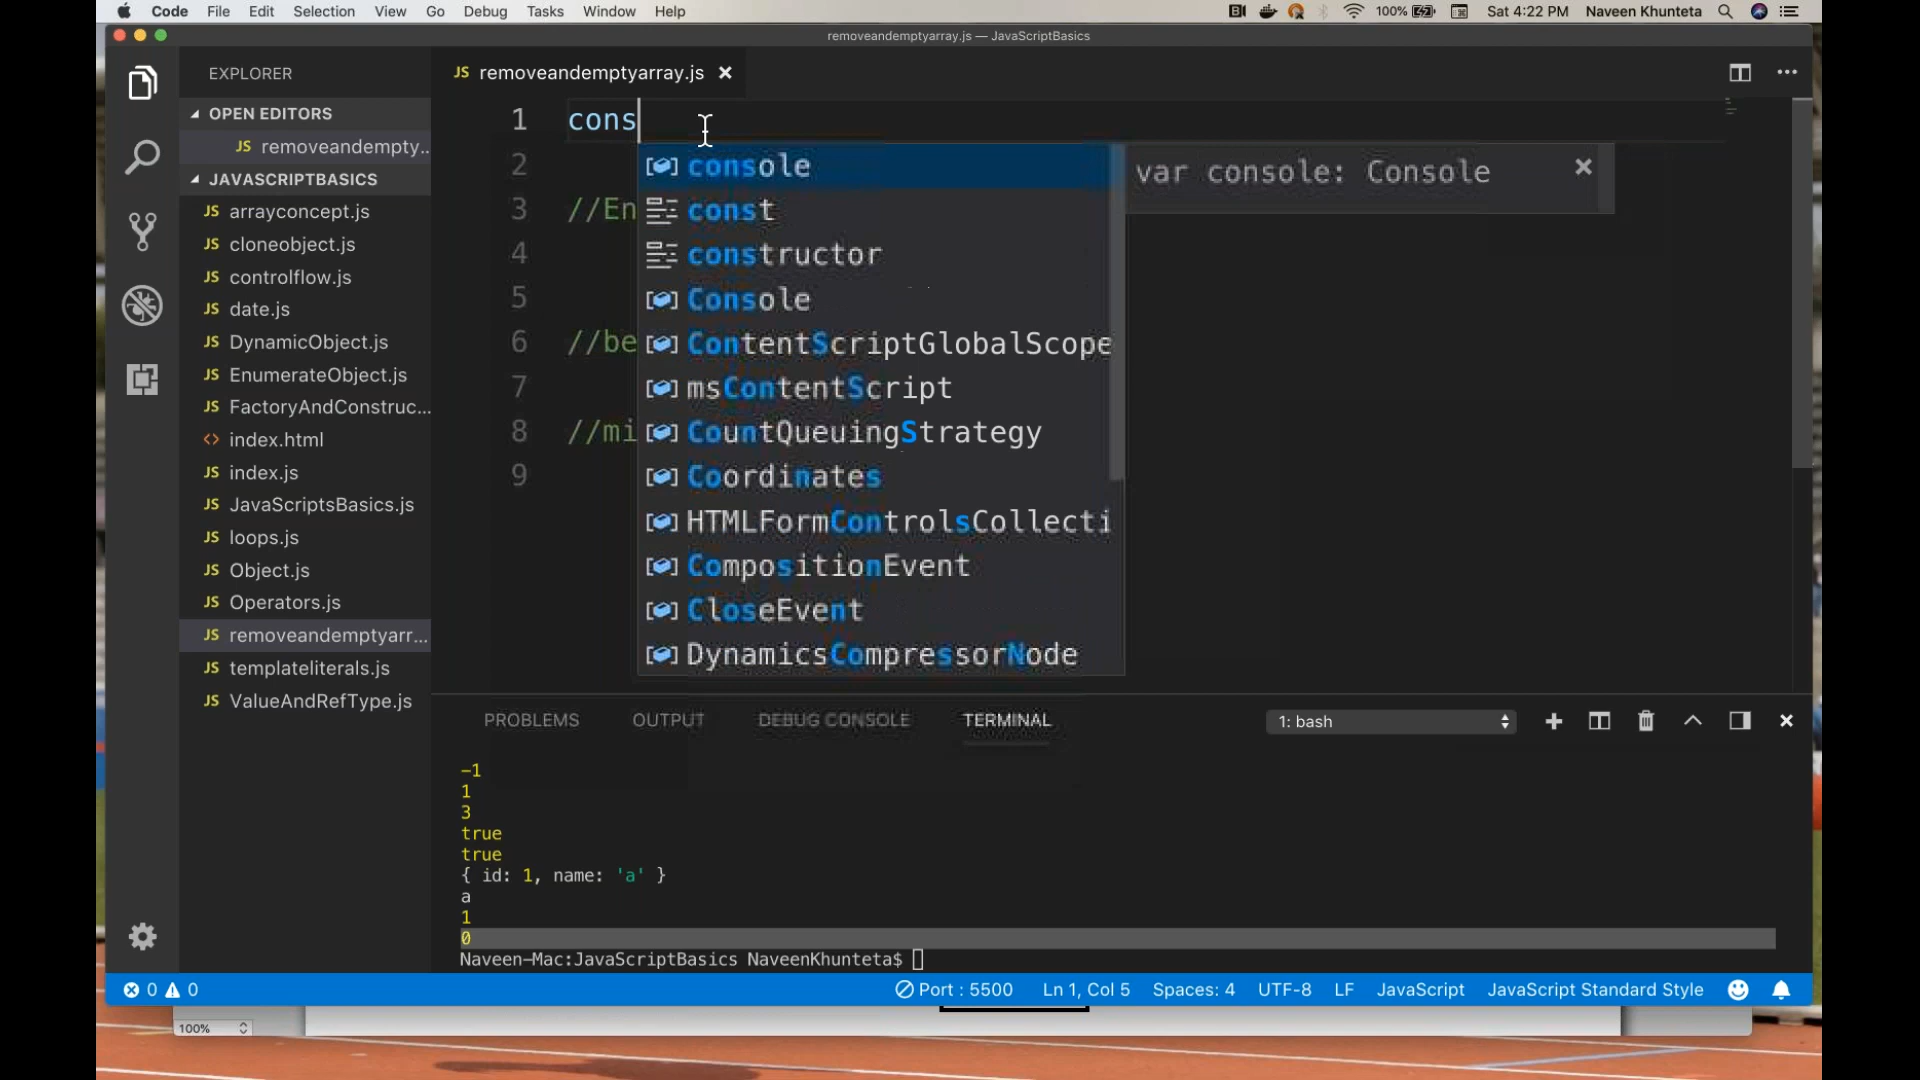 Code File Edit Selection View Go Debug Tasks Window Help 100% Sat 4:22 PM Naveen Khunteta
removeandemptyarray.js — JavaScriptBasics
EXPLORER
OPEN EDITORS
JS removeandempty...
JAVASCRIPTBASICS
JS arrayconcept.js
JS cloneobject.js
JS controlflow.js
JS date.js
JS DynamicObject.js
JS EnumerateObject.js
JS FactoryAndConstruc...
<> index.html
JS index.js
JS JavaScriptsBasics.js
JS loops.js
JS Object.js
JS Operators.js
JS removeandemptyarr...
JS templateliterals.js
JS ValueAndRefType.js
JS removeandemptyarray.js
1 cons
2
3 //En
4
5
6 //be
7
8 //mi
9
console
const
constructor
Console
ContentScriptGlobalScope
msContentScript
CountQueuingStrategy
Coordinates
HTMLFormControlsCollecti
CompositionEvent
CloseEvent
DynamicsCompressorNode
var console: Console
PROBLEMS OUTPUT DEBUG CONSOLE TERMINAL 1: bash
-1
1
3
true
true
{ id: 1, name: 'a' }
a
1
0
Naveen-Mac:JavaScriptBasics NaveenKhunteta$
0 0 Port : 5500 Ln 1, Col 5 Spaces: 4 UTF-8 LF JavaScript JavaScript Standard Style
100%